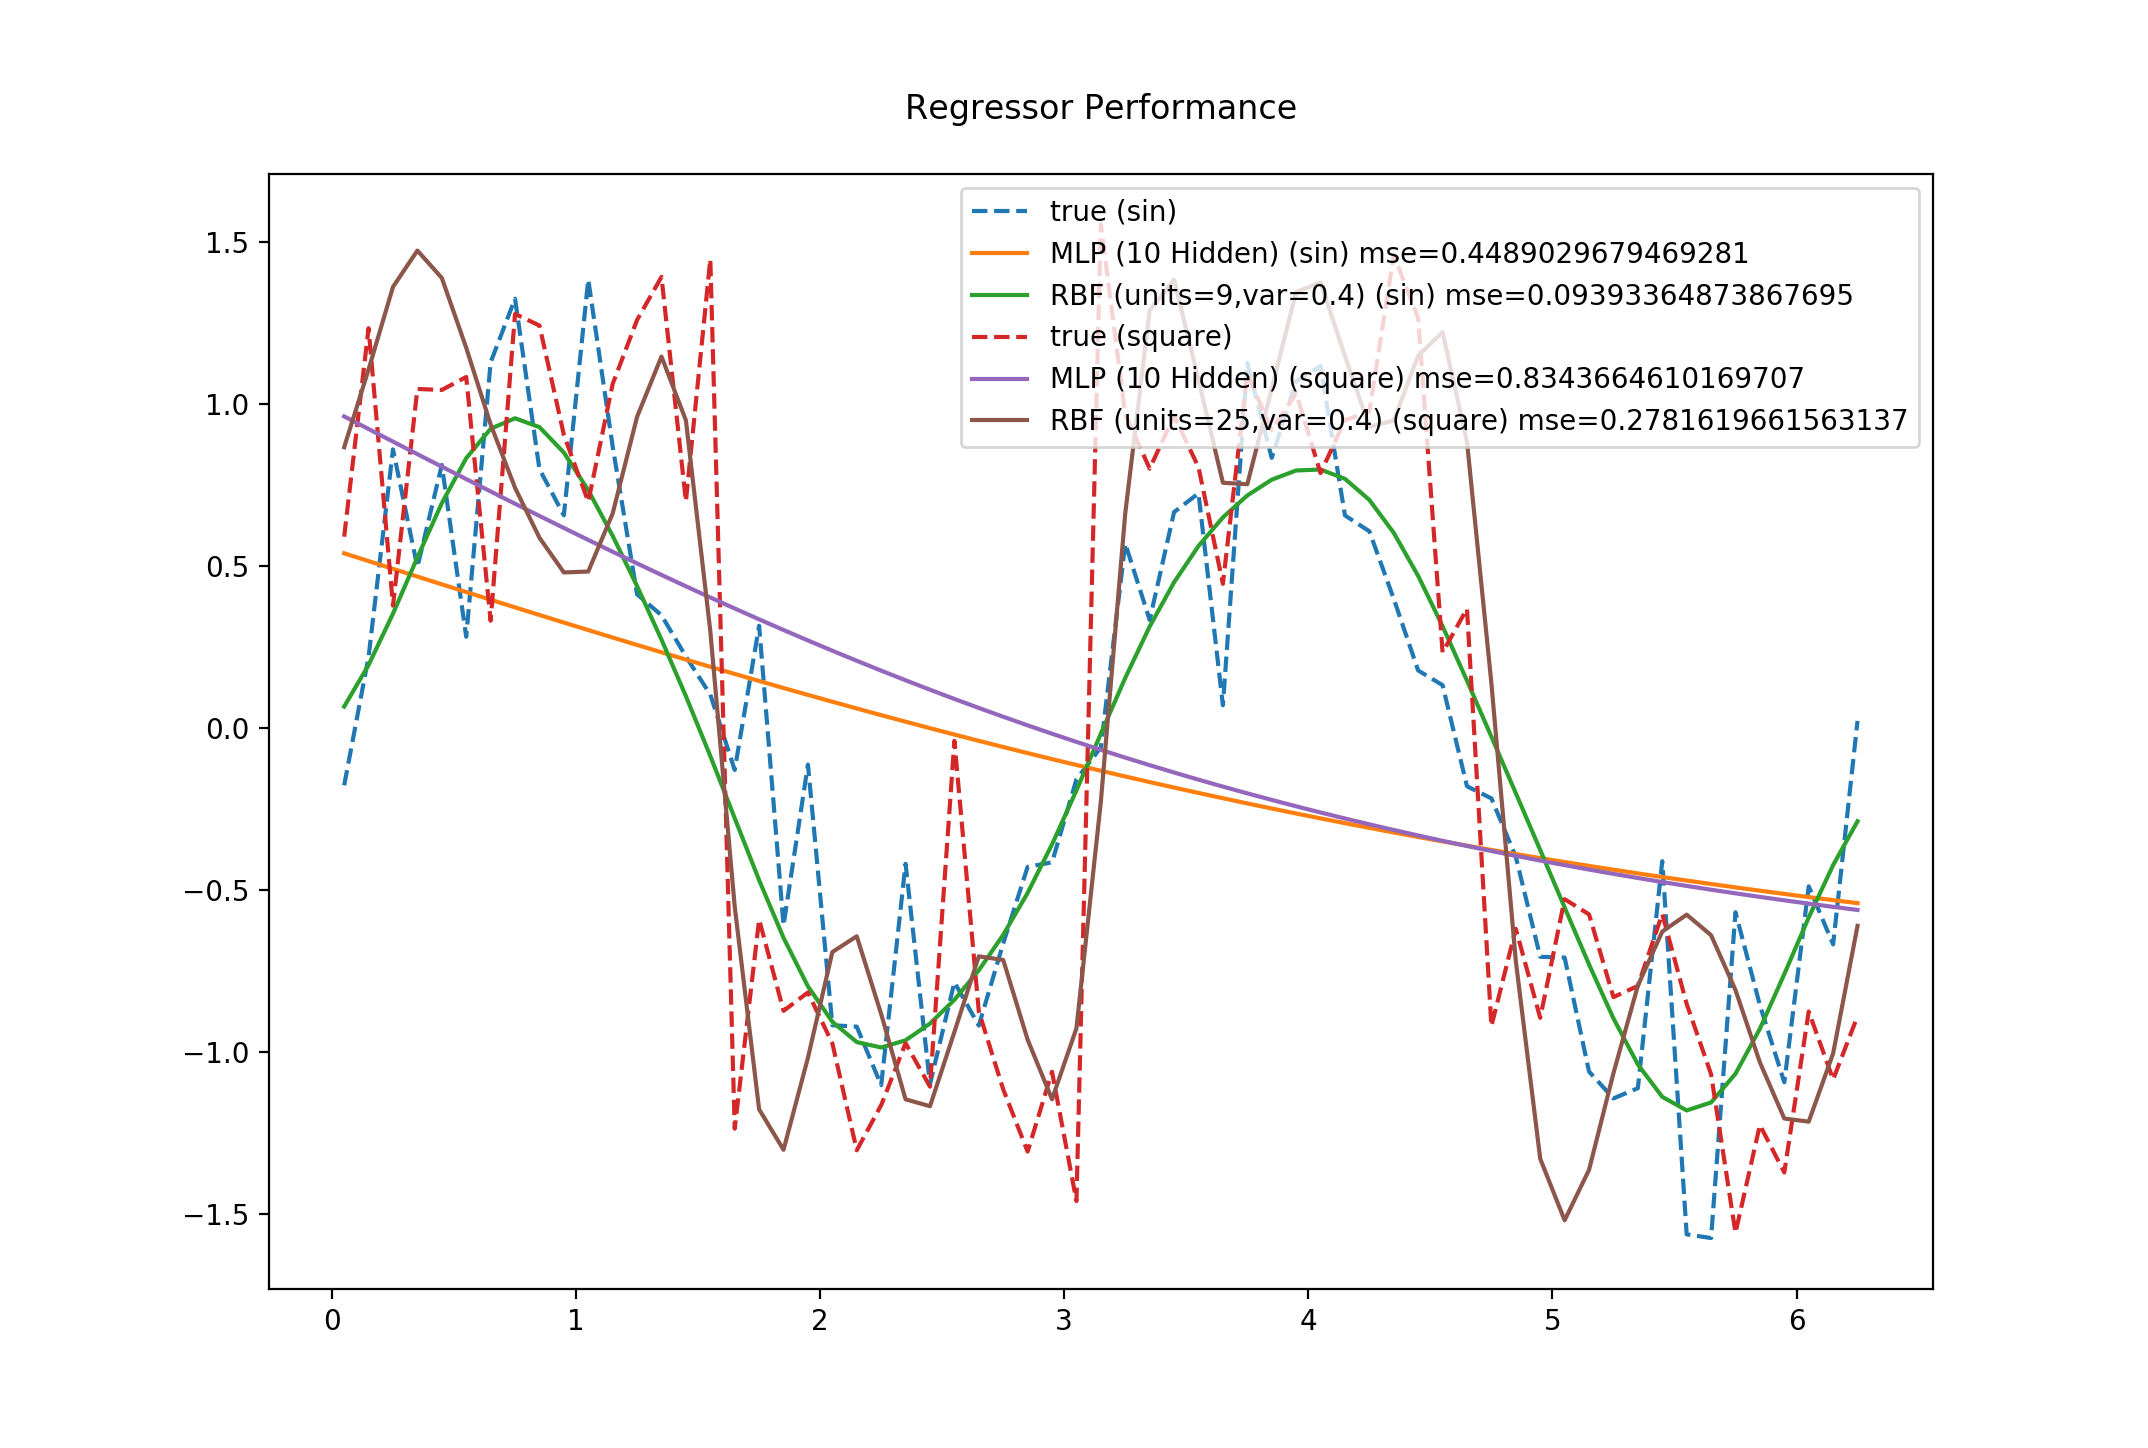 Regressor Performance
true (sin)
MLP (10 Hidden) (sin) mse=0.4489029679469281
RBF (units=9,var=0.4) (sin) mse=0.09393364873867695
true (square)
MLP (10 Hidden) (square) mse=0.8343664610169707
RBF (units=25,var=0.4) (square) mse=0.2781619661563137
1.5
1.0
0.5
0.0
−0.5
−1.0
−1.5
0 1 2 3 4 5 6